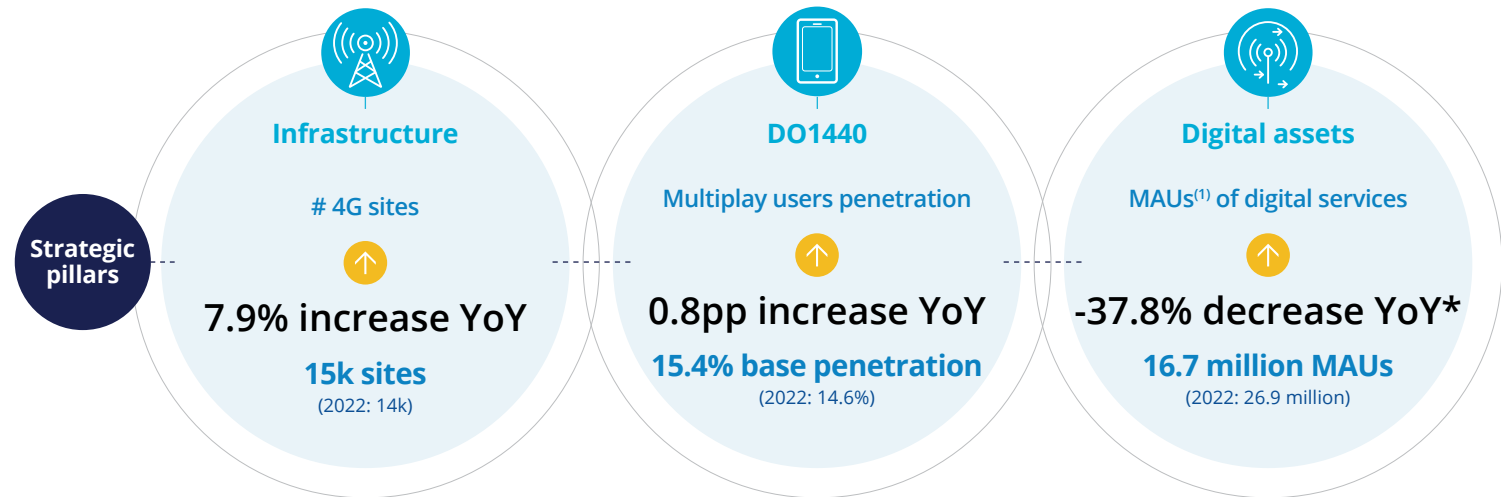 Strategic
pillars
Infrastructure
# 4G sites
7.9% increase YoY
15k sites
(2022: 14k)
DO1440
Multiplay users penetration
0.8pp increase YoY
15.4% base penetration
(2022: 14.6%)
Digital assets
MAUs(1) of digital services
-37.8% decrease YoY*
16.7 million MAUs
(2022: 26.9 million)